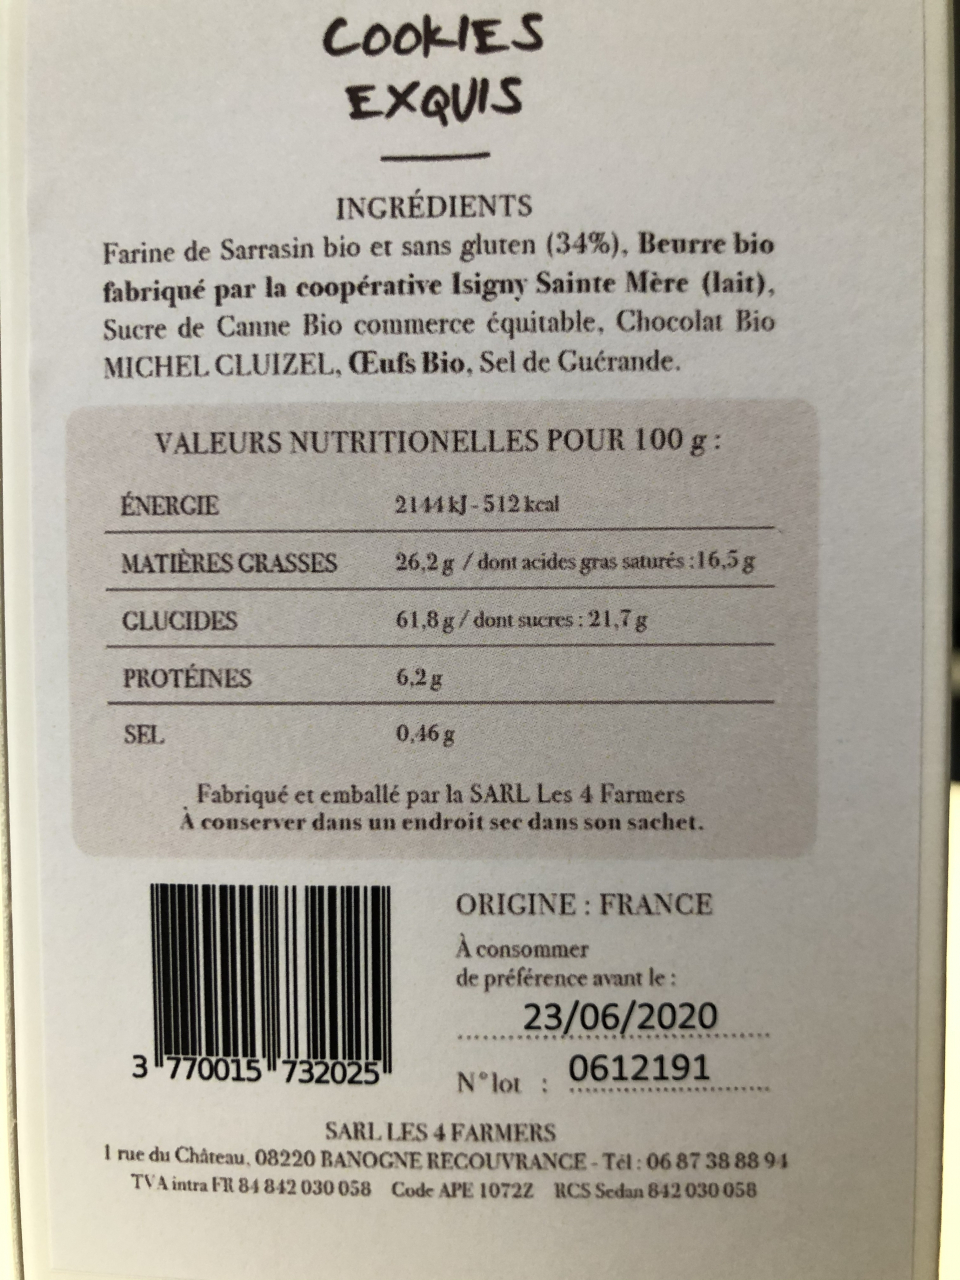 COOKIES
EXQUIS
INGRÉDIENTS
Farine de Sarrasin bio et sans gluten (34%), Beurre bio
fabriqué par la coopérative Isigny Sainte Mère (lait),
Sucre de Canne Bio commerce équitable, Chocolat Bio
MICHEL CLUIZEL, Œufs Bio, Sel de Guérande.
VALEURS NUTRITIONELLES POUR 100 g :
ÉNERGIE 2144 kJ - 512 kcal
MATIÈRES GRASSES 26,2 g / dont acides gras saturés : 16,5 g
GLUCIDES 61,8 g / dont sucres : 21,7 g
PROTÉINES 6,2 g
SEL 0,46 g
Fabriqué et emballé par la SARL Les 4 Farmers
À conserver dans un endroit sec dans son sachet.
ORIGINE : FRANCE
À consommer
de préférence avant le :
23/06/2020
N° lot : 0612191
3 770015 732025
SARL LES 4 FARMERS
1 rue du Château, 08220 BANOGNE RECOUVRANCE - Tél : 06 87 38 88 94
TVA intra FR 84 842 030 058 Code APE 1072Z RCS Sedan 842 030 058